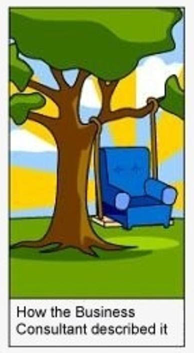 How the Business
Consultant described it